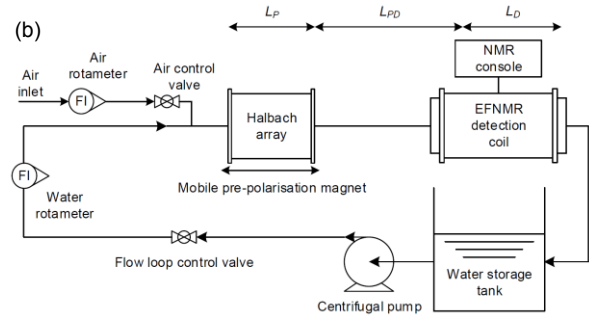 (b)
L_P
L_PD
L_D
NMR
console
Air
inlet
Air
rotameter
Air control
valve
FI
Halbach
array
EFNMR
detection
coil
FI
Mobile pre-polarisation magnet
Water
rotameter
Flow loop control valve
Water storage
tank
Centrifugal pump